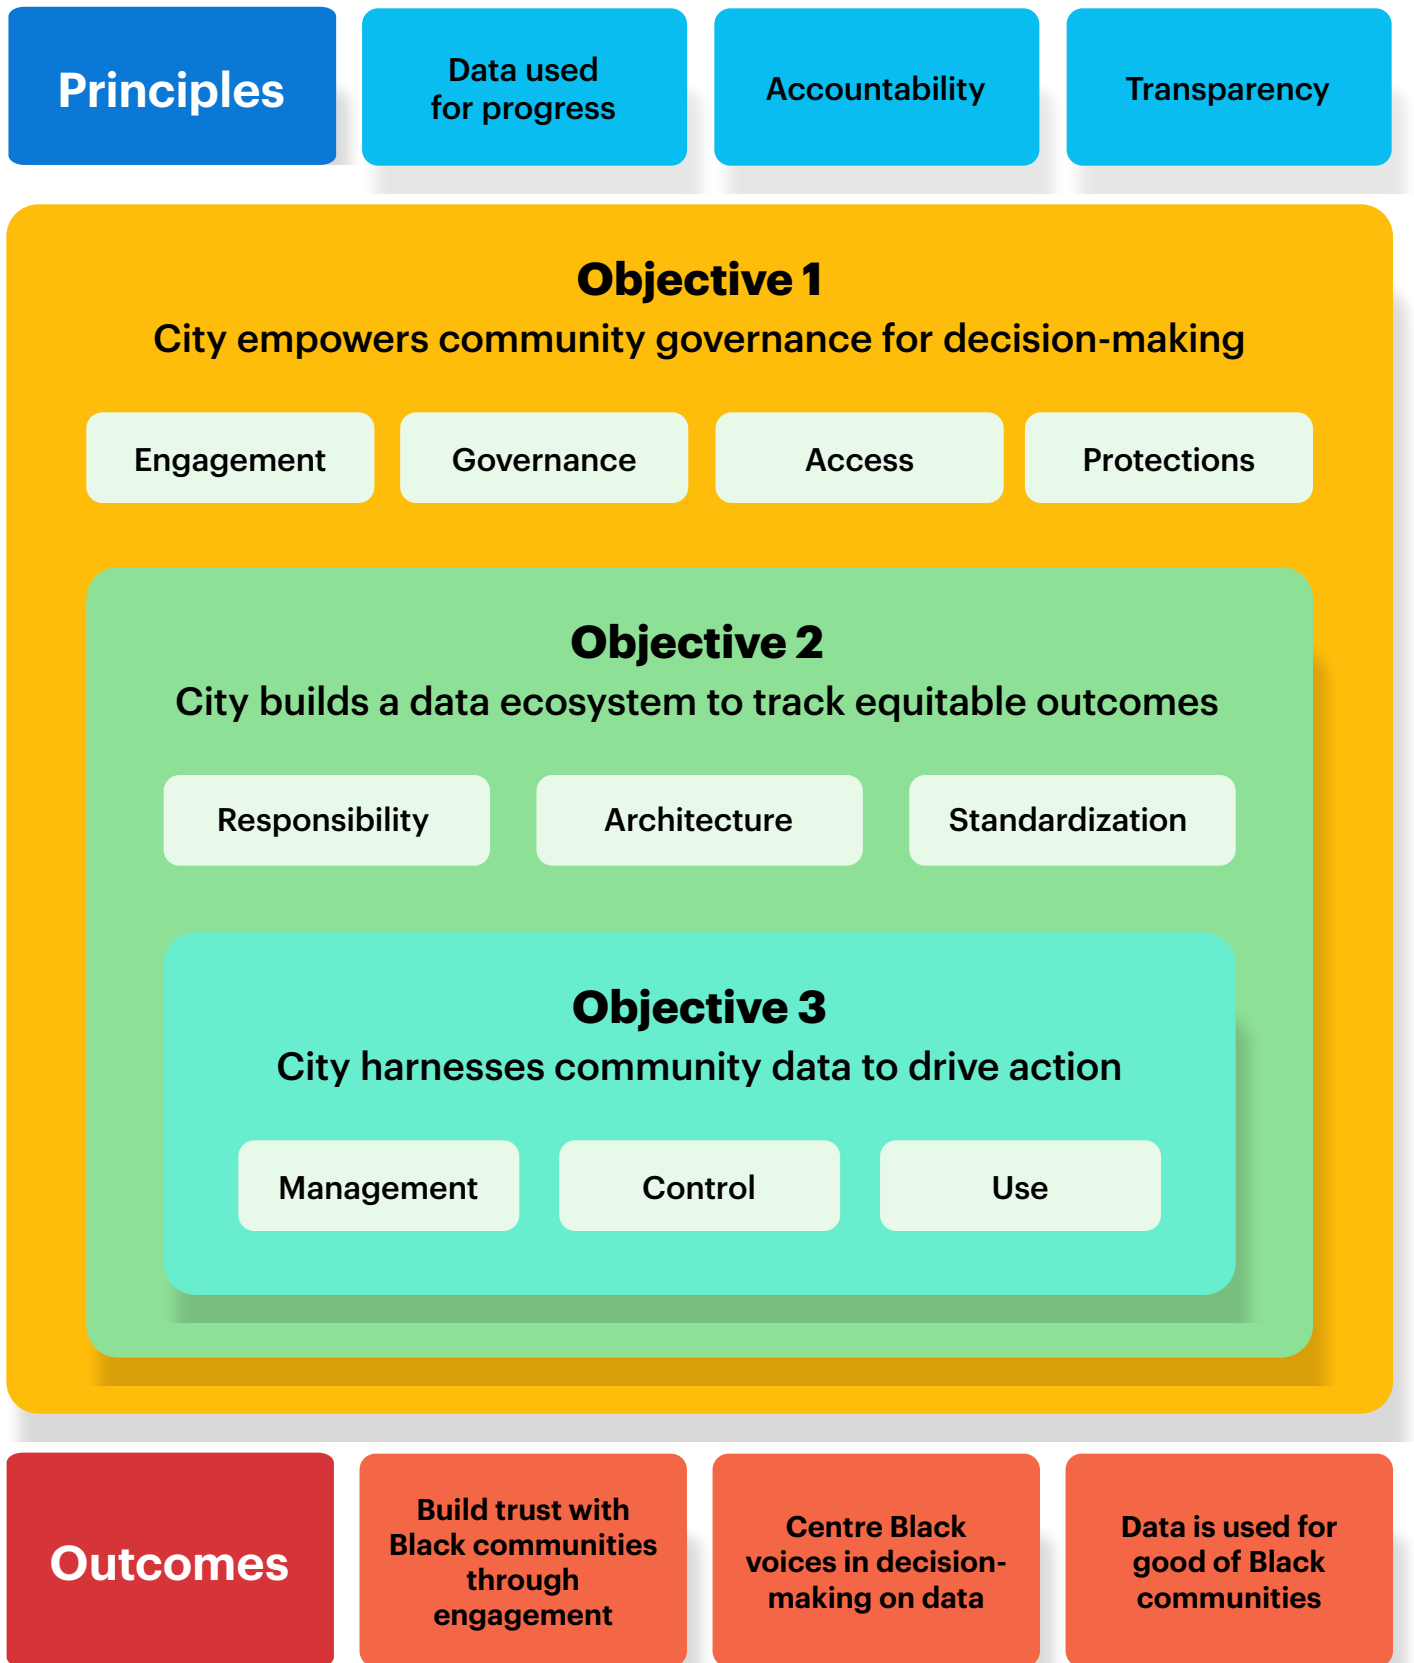 Principles
Data used
for progress
Accountability
Transparency
Objective 1
City empowers community governance for decision-making
Engagement
Governance
Access
Protections
Objective 2
City builds a data ecosystem to track equitable outcomes
Responsibility
Architecture
Standardization
Objective 3
City harnesses community data to drive action
Management
Control
Use
Outcomes
Build trust with
Black communities
through
engagement
Centre Black
voices in decision-
making on data
Data is used for
good of Black
communities